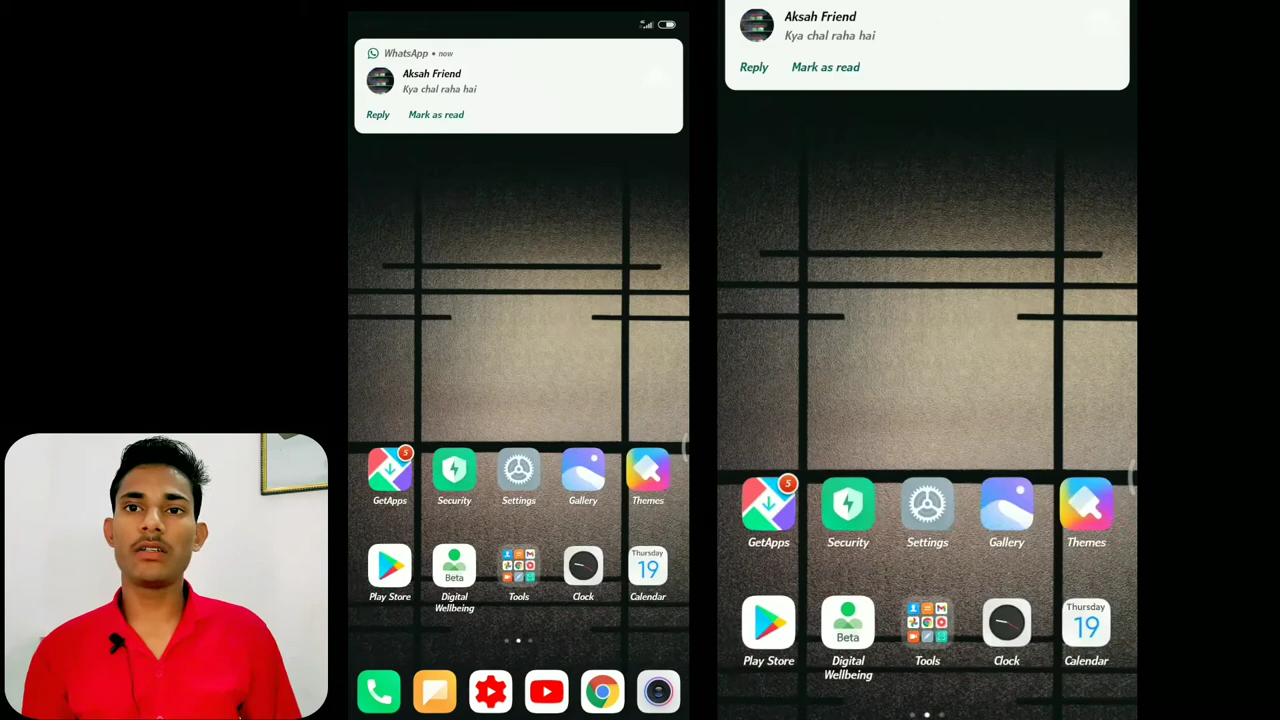 WhatsApp • now
Aksah Friend
Kya chal raha hai
Reply Mark as read
5
GetApps Security Settings Gallery Themes
Thursday
Beta 19
Play Store Digital Wellbeing Tools Clock Calendar
Aksah Friend
Kya chal raha hai
Reply Mark as read
5
GetApps Security Settings Gallery Themes
Thursday
Beta 19
Play Store Digital Wellbeing Tools Clock Calendar